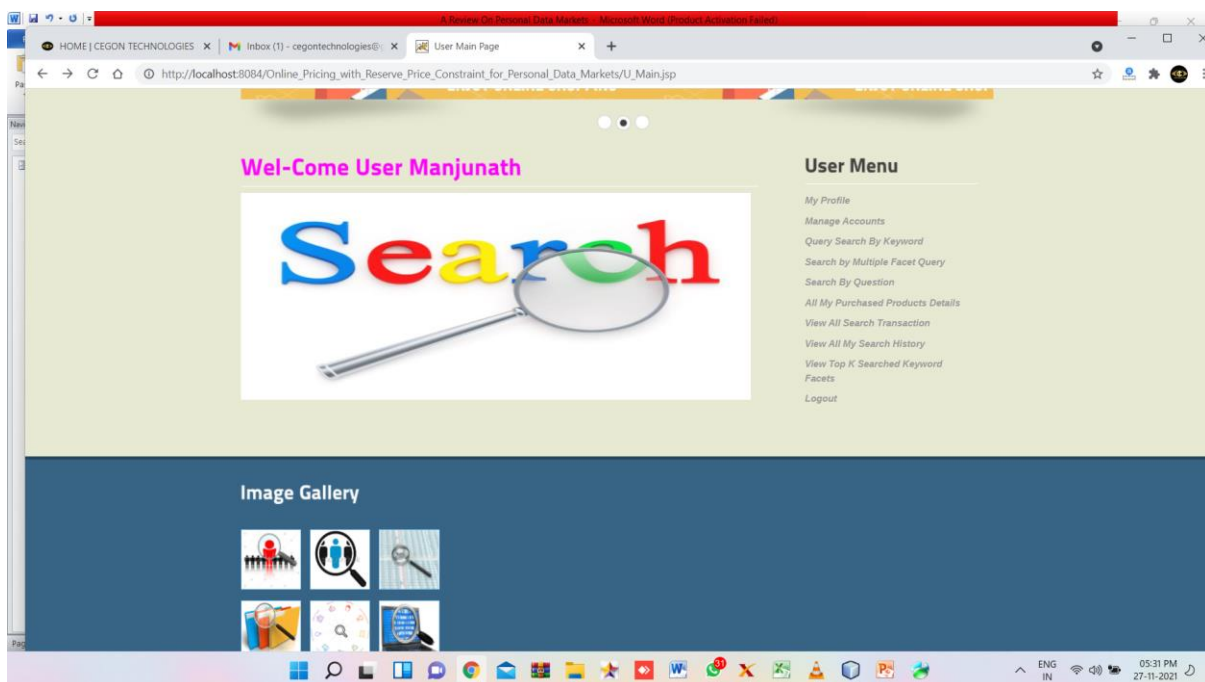 A Review On Personal Data Markets - Microsoft Word (Product Activation Failed)
HOME | CEGON TECHNOLOGIES
Inbox (1) - cegontechnologies@
User Main Page
http://localhost:8084/Online_Pricing_with_Reserve_Price_Constraint_for_Personal_Data_Markets/U_Main.jsp
Wel-Come User Manjunath
Search
User Menu
My Profile
Manage Accounts
Query Search By Keyword
Search by Multiple Facet Query
Search By Question
All My Purchased Products Details
View All Search Transaction
View All My Search History
View Top K Searched Keyword
Facets
Logout
Image Gallery
31
ENG
IN
05:31 PM
27-11-2021